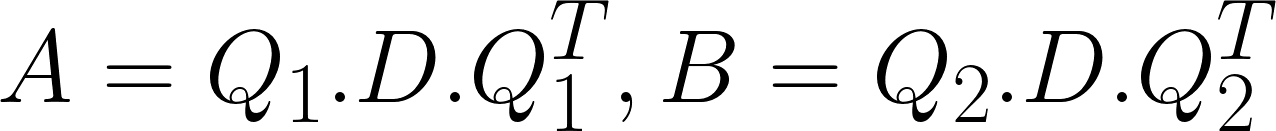 A = Q_1.D.Q_1^T, B = Q_2.D.Q_2^T